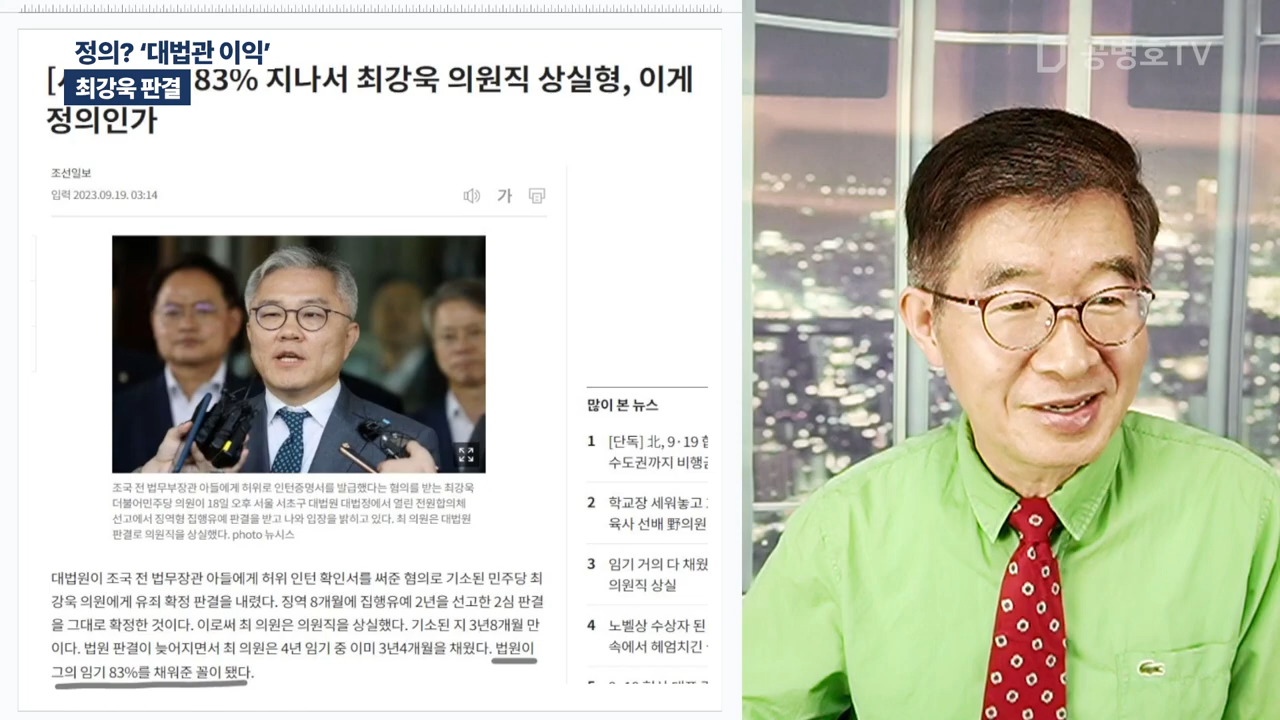 정의? ‘대법관 이익’
최강욱 판결
83% 지나서 최강욱 의원직 상실형, 이게
정의인가
조선일보
입력 2023.09.19. 03:14
가
조국 전 법무부장관 아들에게 허위로 인턴증명서를 발급했다는 혐의를 받는 최강욱
더불어민주당 의원이 18일 오후 서울 서초구 대법원 대법정에서 열린 전원합의체
선고에서 징역형 집행유예 판결을 받고 나와 입장을 밝히고 있다. 최 의원은 대법원
판결로 의원직을 상실했다. photo 뉴시스
대법원이 조국 전 법무장관 아들에게 허위 인턴 확인서를 써준 혐의로 기소된 민주당 최
강욱 의원에게 유죄 확정 판결을 내렸다. 징역 8개월에 집행유예 2년을 선고한 2심 판결
을 그대로 확정한 것이다. 이로써 최 의원은 의원직을 상실했다. 기소된 지 3년8개월 만
이다. 법원 판결이 늦어지면서 최 의원은 4년 임기 중 이미 3년4개월을 채웠다. 법원이
그의 임기 83%를 채워준 꼴이 됐다.
많이 본 뉴스
1 [단독] 北, 9·19
수도권까지 비행금
2 학교장 세워놓고
육사 선배 野의원
3 임기 거의 다 채웠
의원직 상실
4 노벨상 수상자 된
속에서 헤엄치긴
공병호TV